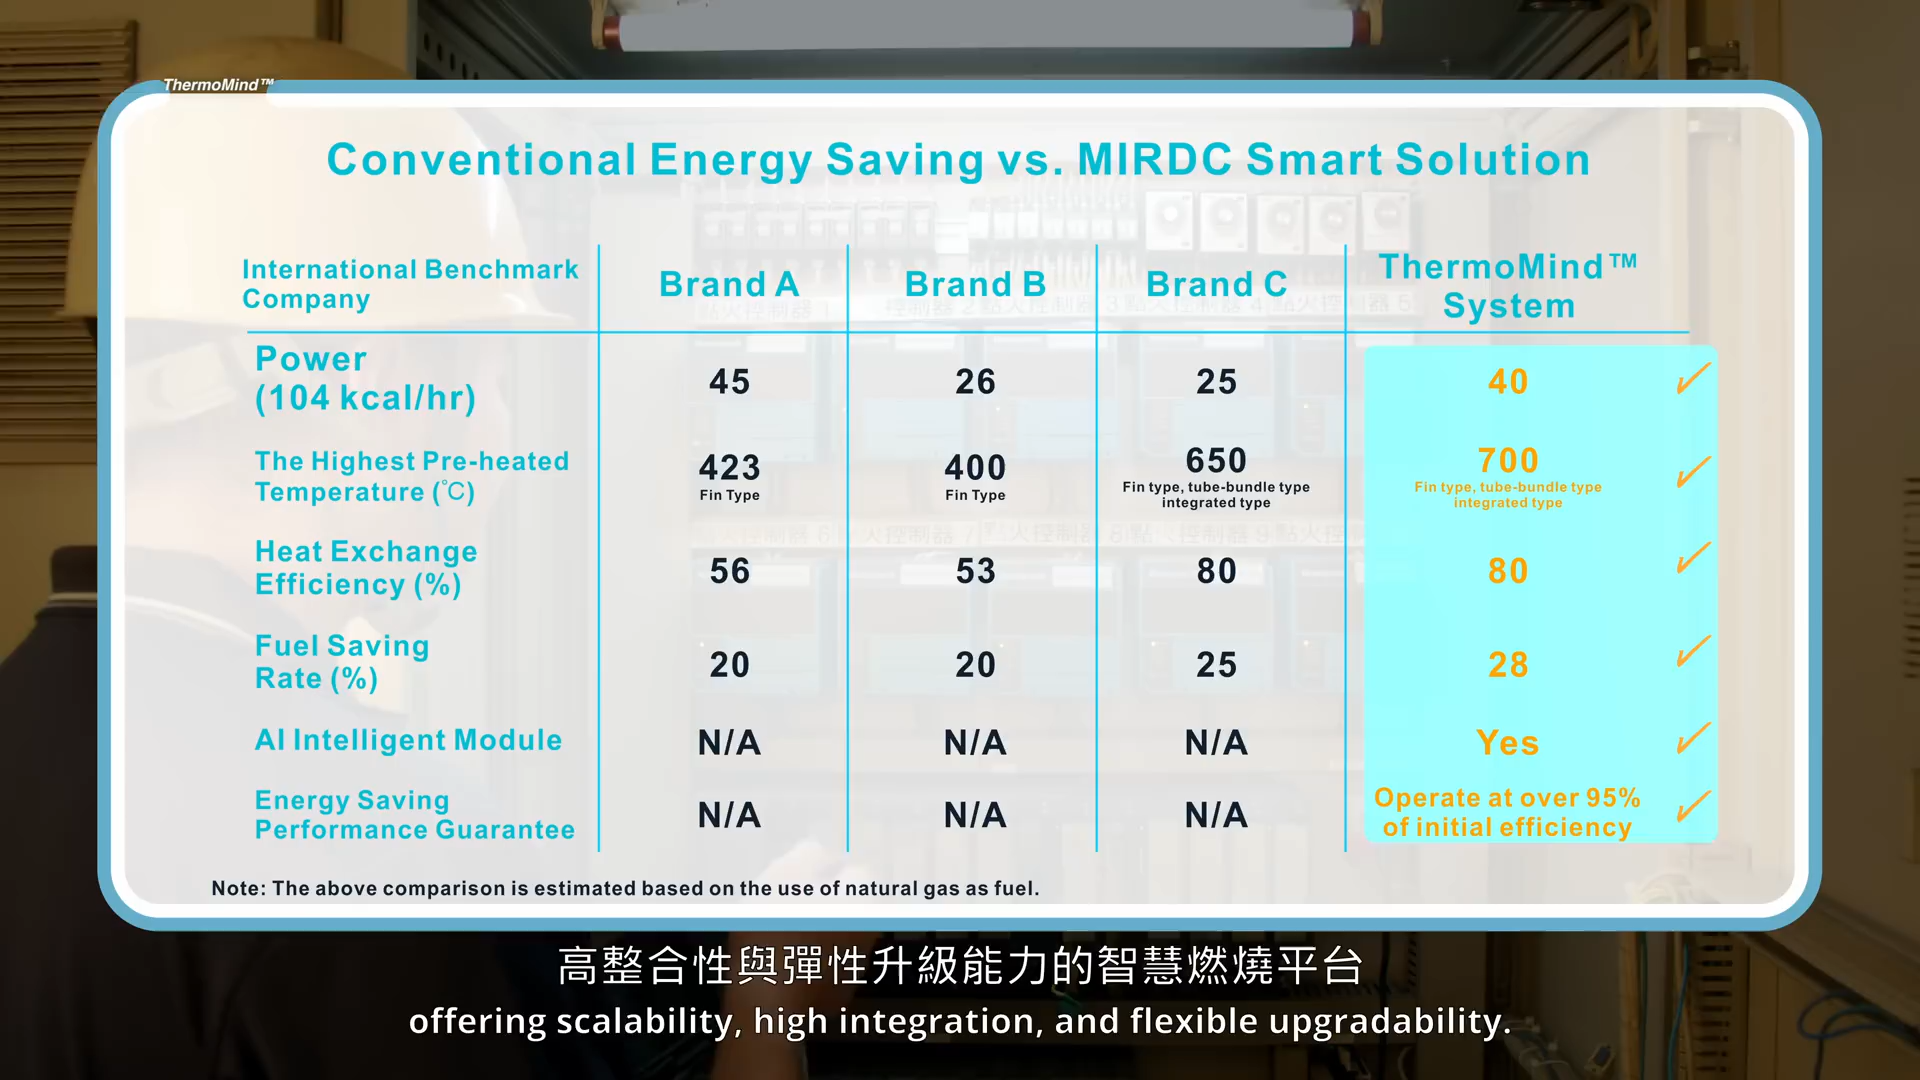 ThermoMind™
Conventional Energy Saving vs. MIRDC Smart Solution
International Benchmark
Company
Brand A
Brand B
Brand C
ThermoMind™
System
Power
(104 kcal/hr)
45
26
25
40
The Highest Pre-heated
Temperature (℃)
423
Fin Type
400
Fin Type
650
Fin type, tube-bundle type
integrated type
700
Fin type, tube-bundle type
integrated type
Heat Exchange
Efficiency (%)
56
53
80
80
Fuel Saving
Rate (%)
20
20
25
28
AI Intelligent Module
N/A
N/A
N/A
Yes
Energy Saving
Performance Guarantee
N/A
N/A
N/A
Operate at over 95%
of initial efficiency
Note: The above comparison is estimated based on the use of natural gas as fuel.
高整合性與彈性升級能力的智慧燃燒平台
offering scalability, high integration, and flexible upgradability.